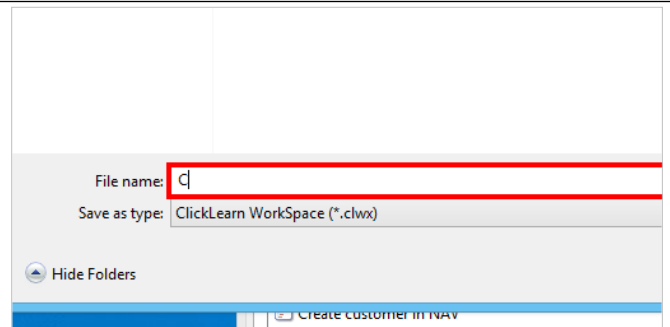 File name: C
Save as type: ClickLearn WorkSpace (*.clwx)
Hide Folders
Create customer in NAV